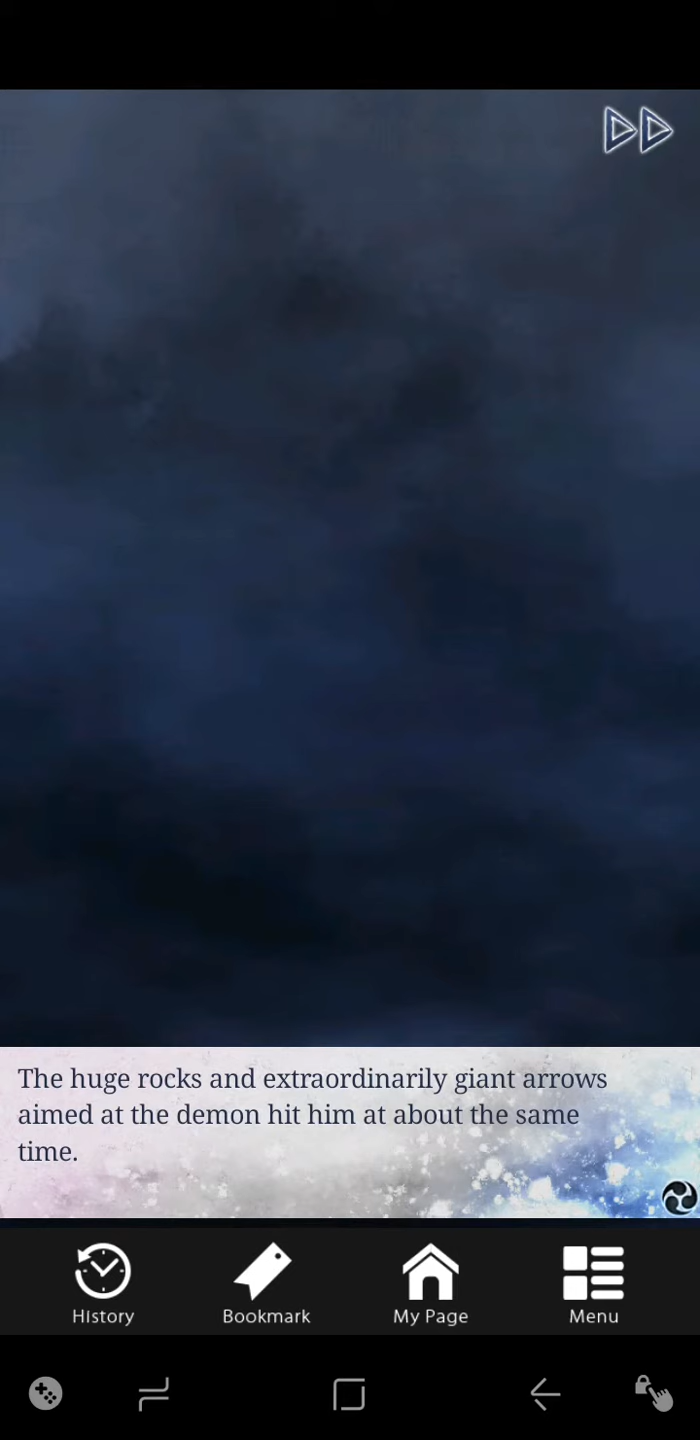 The huge rocks and extraordinarily giant arrows
aimed at the demon hit him at about the same
time.
History
Bookmark
My Page
Menu